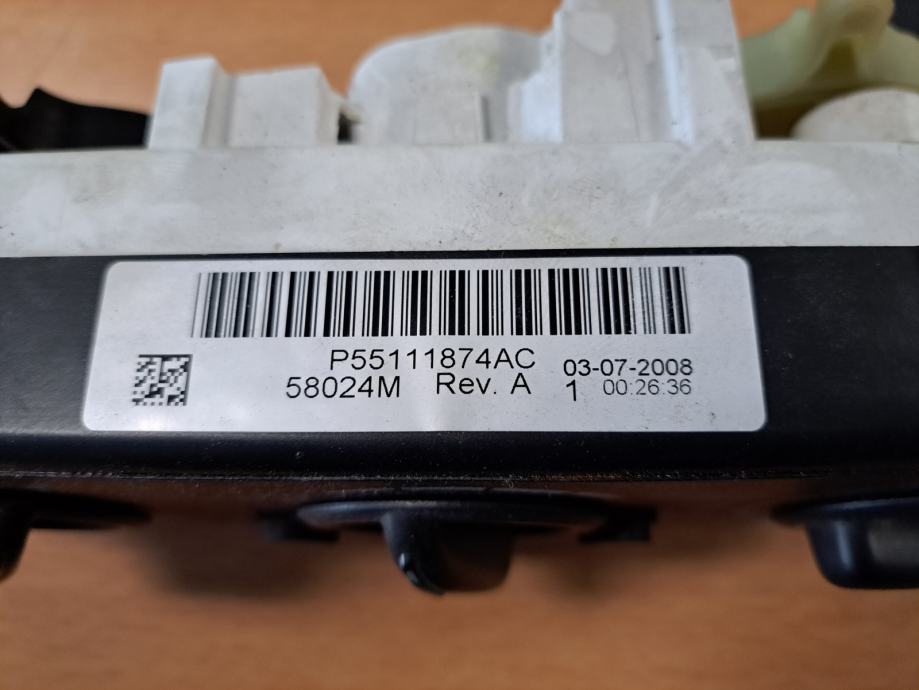 P55111874AC
58024M Rev. A
03-07-2008
1 00:26:36